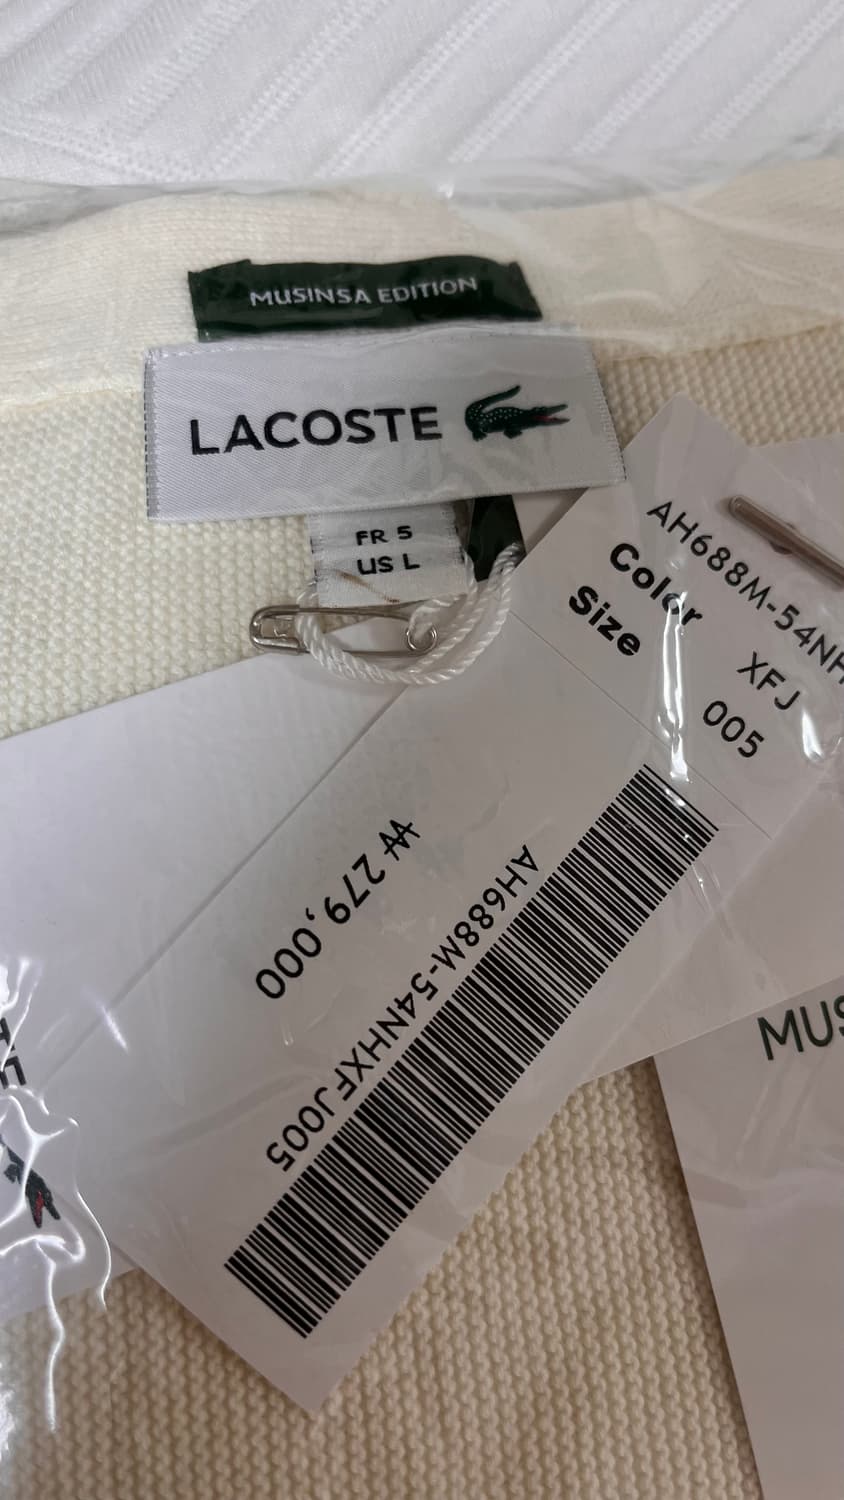 MUSINSA EDITION
LACOSTE
FR 5
US L
AH688M-54NH
Color XFJ
Size 005
₩ 279,000
AH688M-54NHXFJ005
MUS